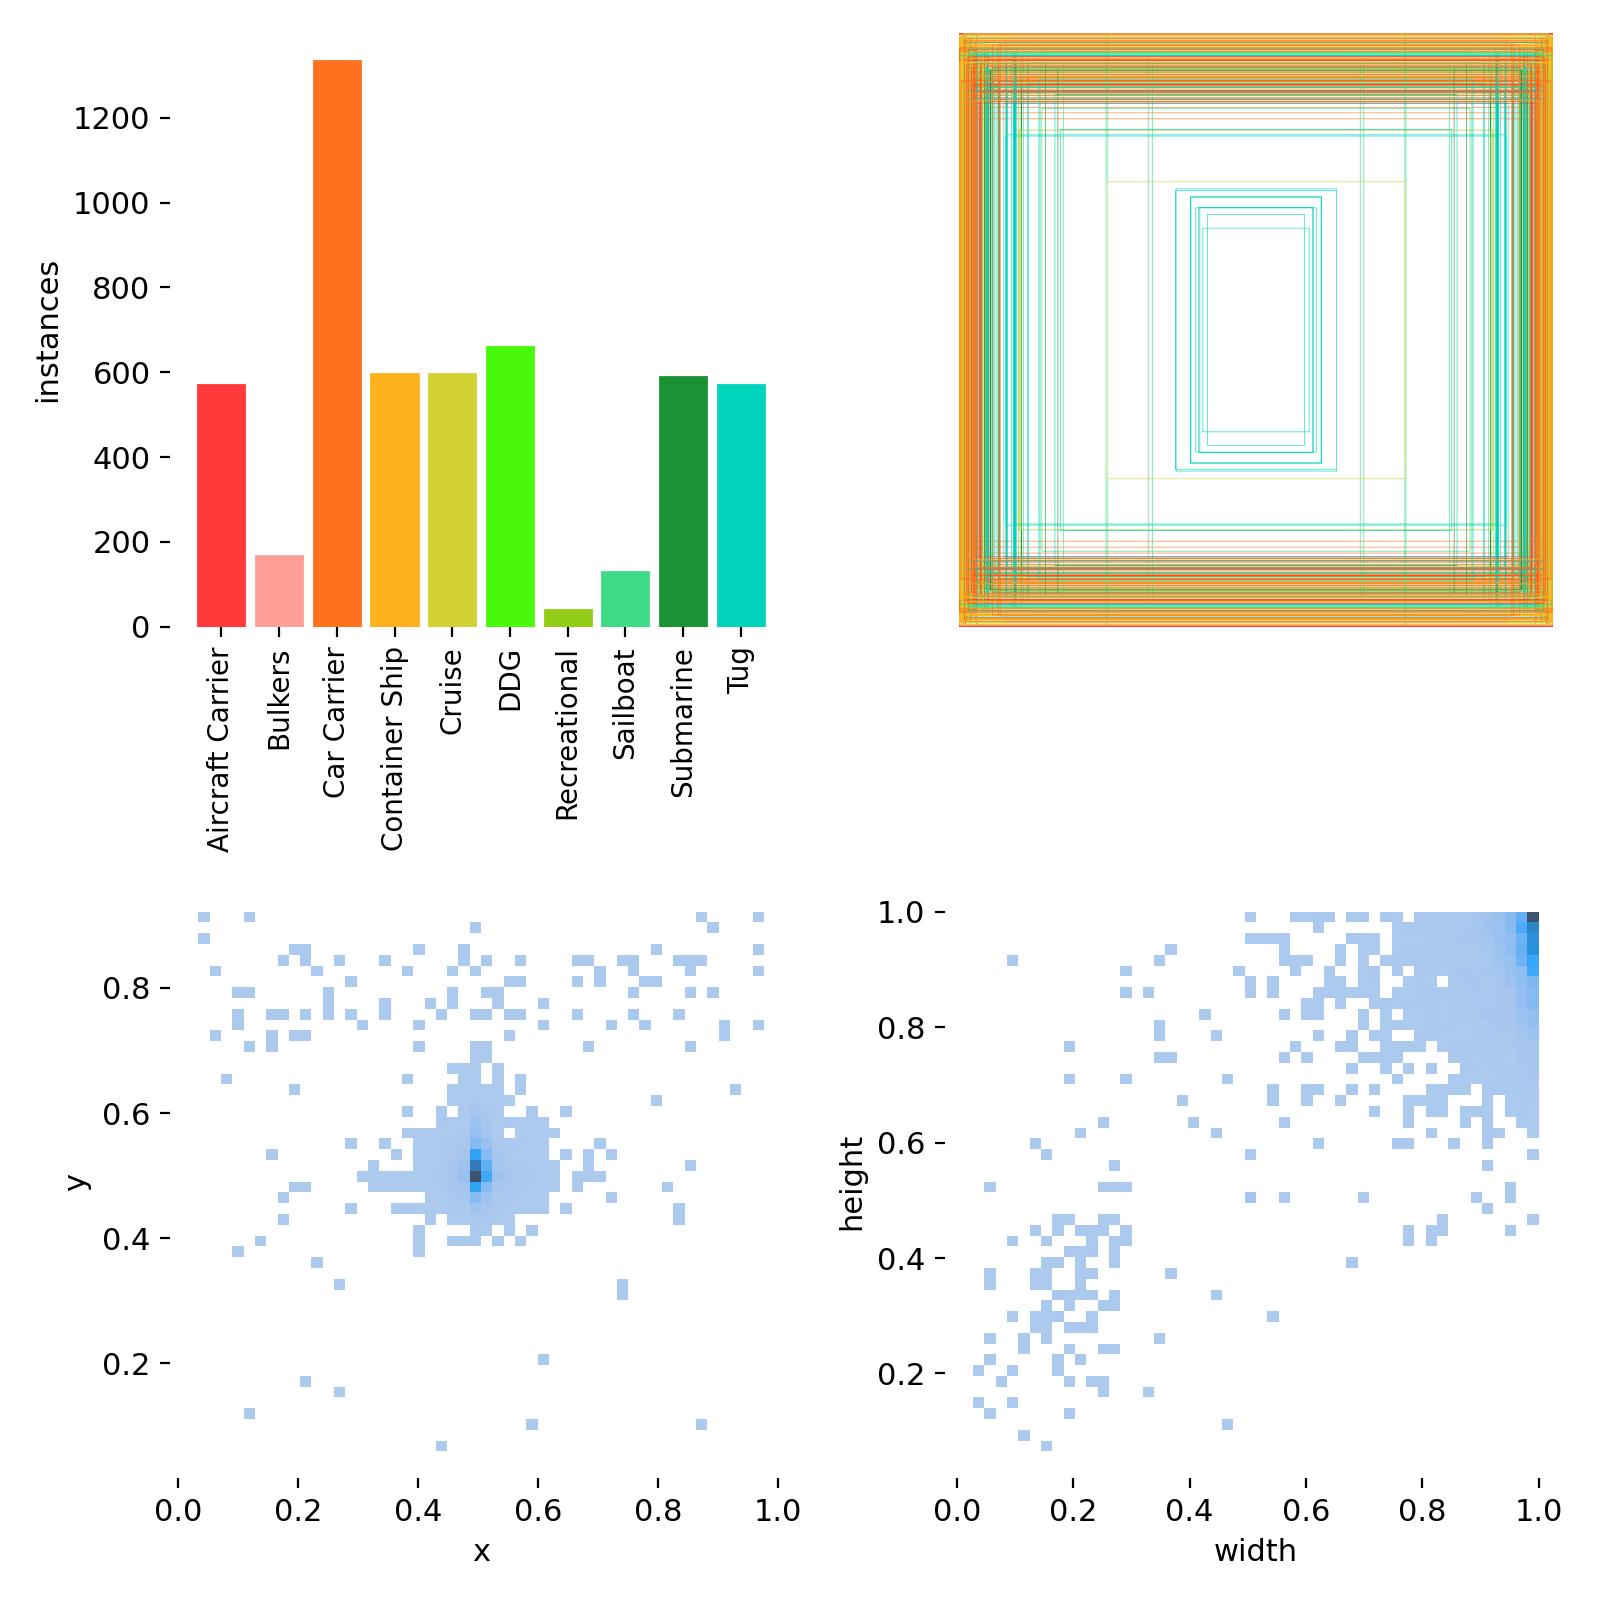 instances
1200
1000
800
600
400
200
0
Aircraft Carrier
Bulkers
Car Carrier
Container Ship
Cruise
DDG
Recreational
Sailboat
Submarine
Tug
y
0.8
0.6
0.4
0.2
0.0 0.2 0.4 0.6 0.8 1.0
x
height
1.0
0.8
0.6
0.4
0.2
0.0 0.2 0.4 0.6 0.8 1.0
width